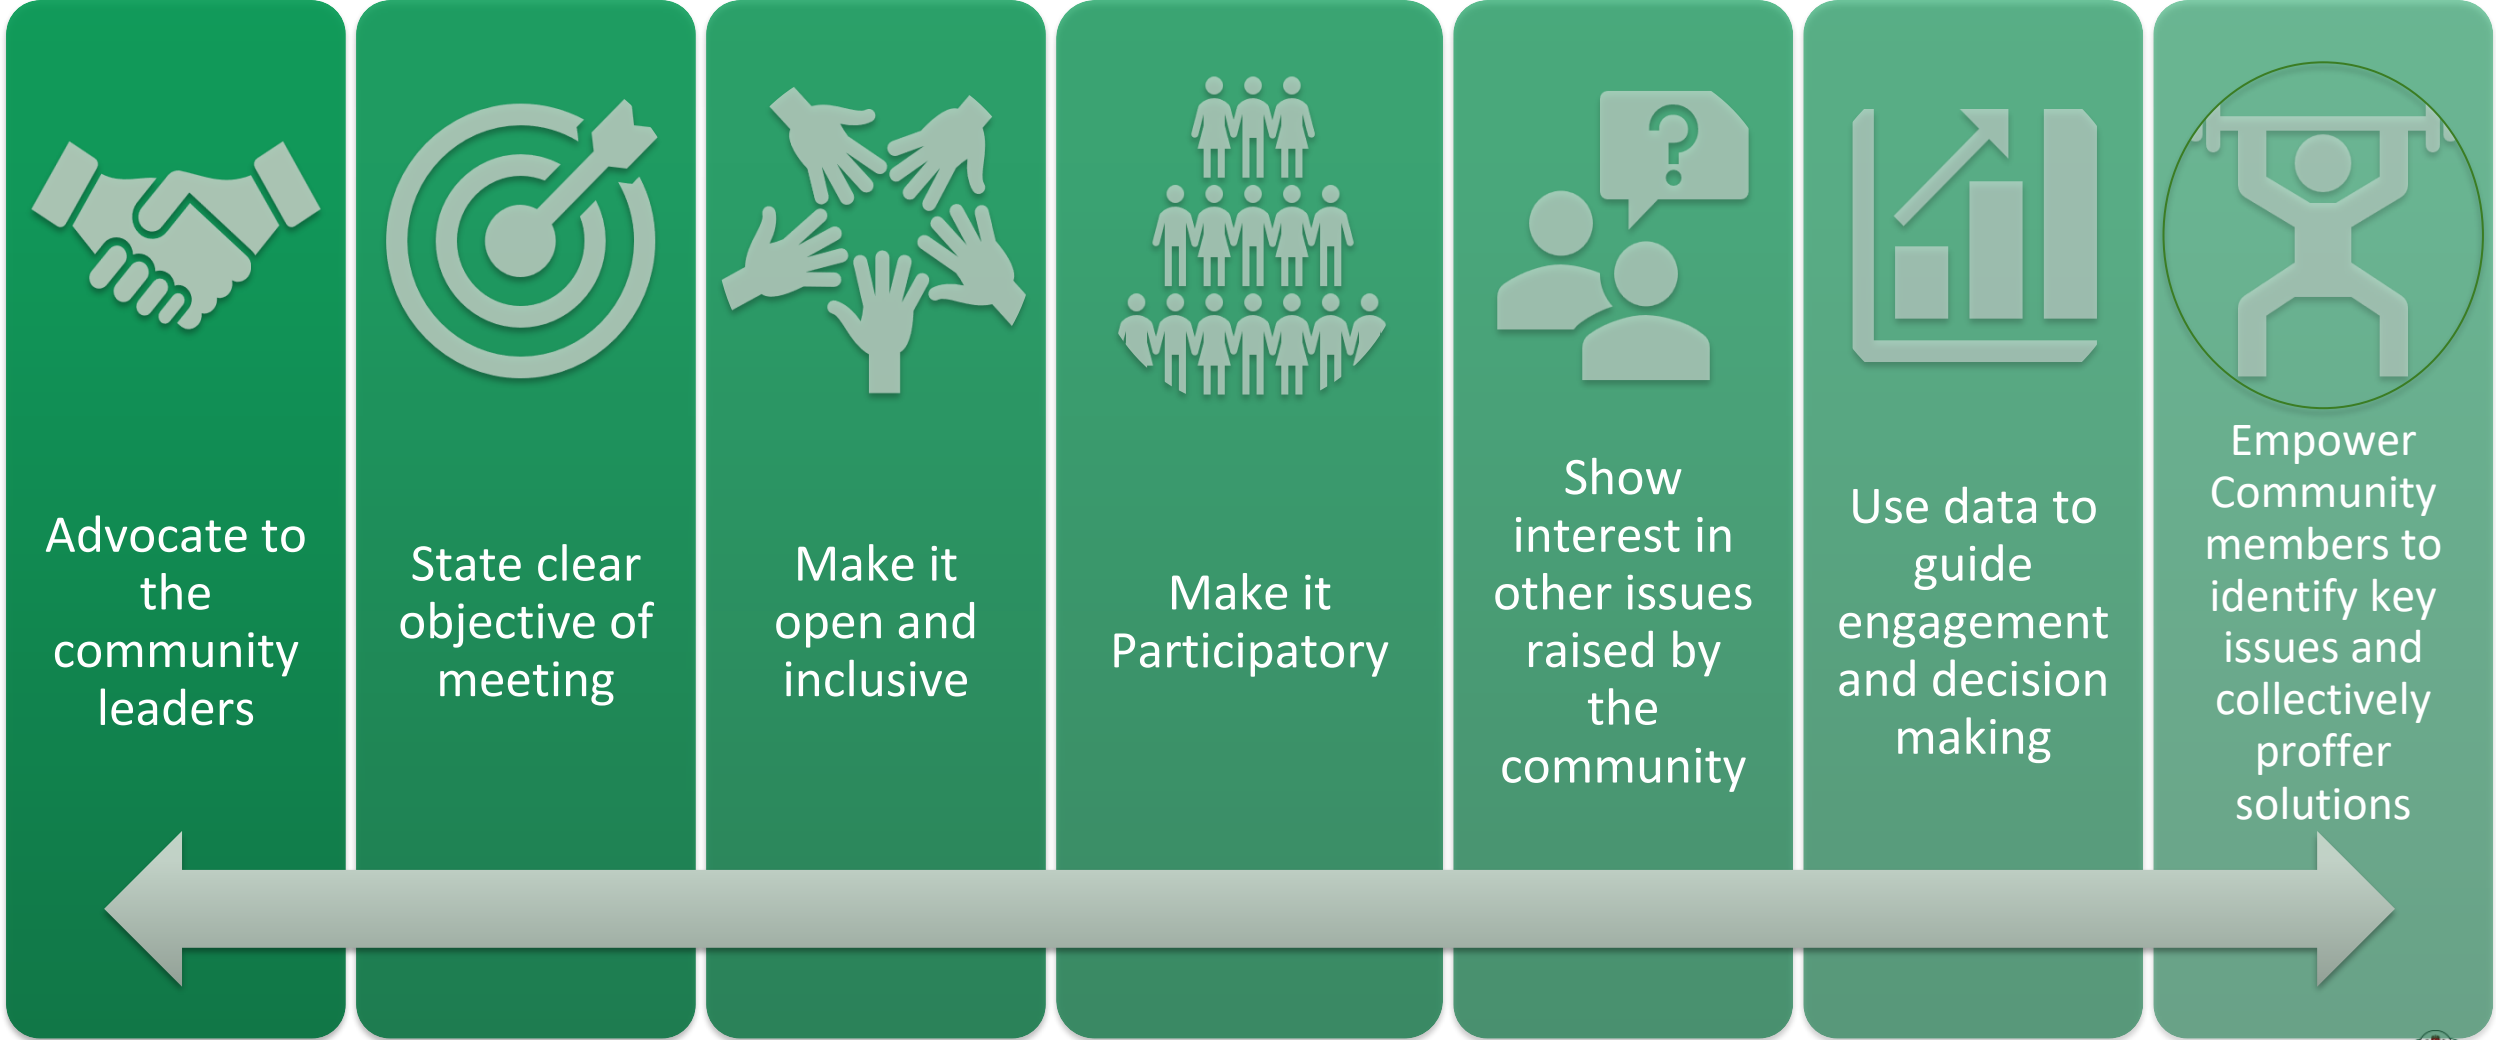 Advocate to
the
community
leaders
State clear
objective of
meeting
Make it
open and
inclusive
Make it
Participatory
Show
interest in
other issues
raised by
the
community
Use data to
guide
engagement
and decision
making
Empower
Community
members to
identify key
issues and
collectively
proffer
solutions
?